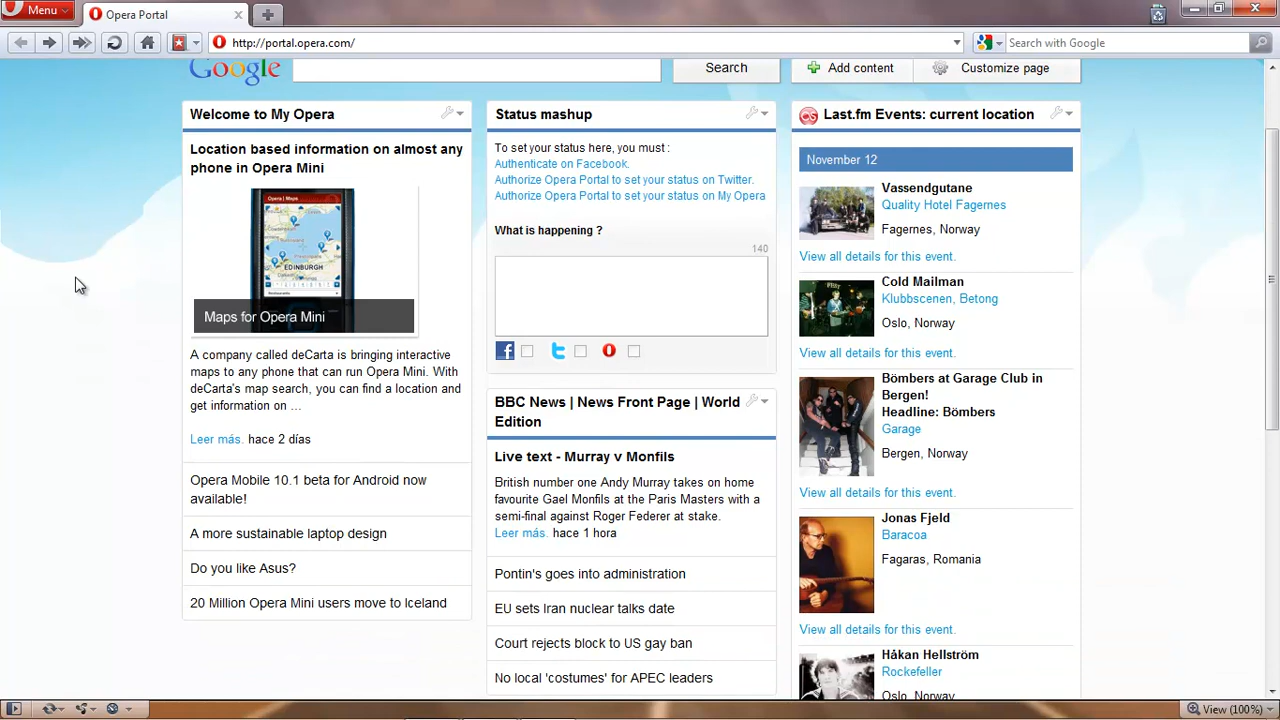 Menu
Opera Portal
http://portal.opera.com/
Search with Google
Google
Search
Add content
Customize page
Welcome to My Opera
Location based information on almost any
phone in Opera Mini
Opera | Maps
EDINBURGH
Maps for Opera Mini
A company called deCarta is bringing interactive
maps to any phone that can run Opera Mini. With
deCarta's map search, you can find a location and
get information on ...
Leer más. hace 2 días
Opera Mobile 10.1 beta for Android now
available!
A more sustainable laptop design
Do you like Asus?
20 Million Opera Mini users move to Iceland
Status mashup
To set your status here, you must :
Authenticate on Facebook.
Authorize Opera Portal to set your status on Twitter.
Authorize Opera Portal to set your status on My Opera
What is happening ?
140
BBC News | News Front Page | World
Edition
Live text - Murray v Monfils
British number one Andy Murray takes on home
favourite Gael Monfils at the Paris Masters with a
semi-final against Roger Federer at stake.
Leer más. hace 1 hora
Pontin's goes into administration
EU sets Iran nuclear talks date
Court rejects block to US gay ban
No local 'costumes' for APEC leaders
Last.fm Events: current location
November 12
Vassendgutane
Quality Hotel Fagernes
Fagernes, Norway
View all details for this event.
Cold Mailman
Klubbscenen, Betong
Oslo, Norway
View all details for this event.
Bömbers at Garage Club in
Bergen!
Headline: Bömbers
Garage
Bergen, Norway
View all details for this event.
Jonas Fjeld
Baracoa
Fagaras, Romania
View all details for this event.
Håkan Hellström
Rockefeller
Oslo, Norway
View (100%)